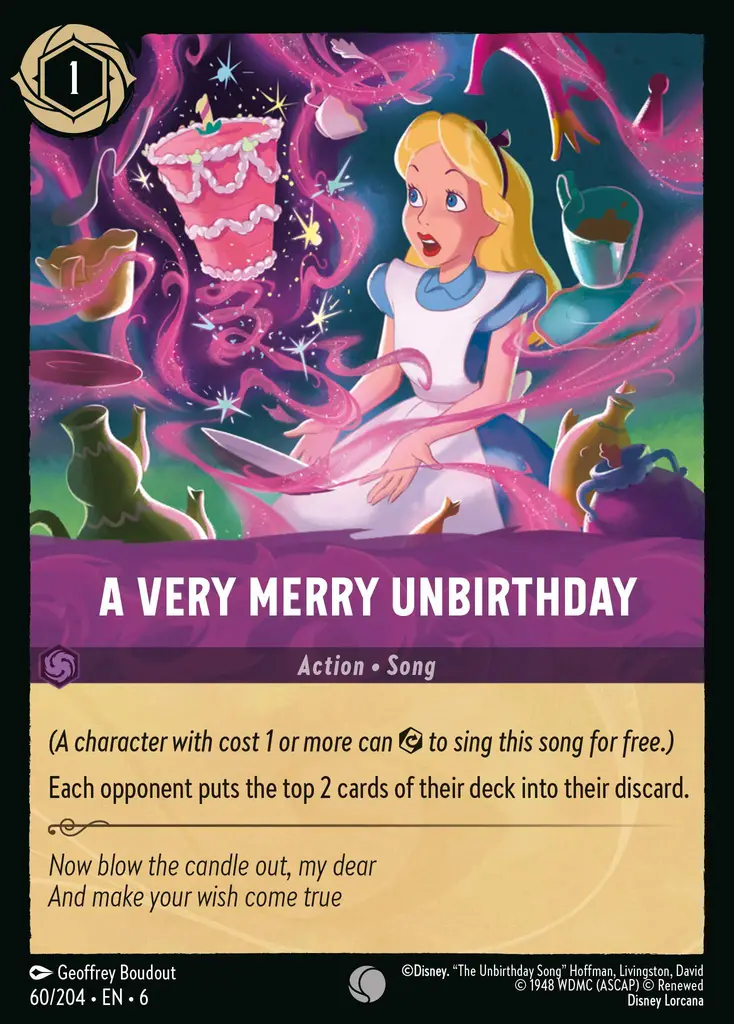 1
A VERY MERRY UNBIRTHDAY
Action • Song
(A character with cost 1 or more can to sing this song for free.)
Each opponent puts the top 2 cards of their deck into their discard.
Now blow the candle out, my dear
And make your wish come true
Geoffrey Boudout
60/204 • EN • 6
©Disney. “The Unbirthday Song” Hoffman, Livingston, David
© 1948 WDMC (ASCAP) © Renewed
Disney Lorcana